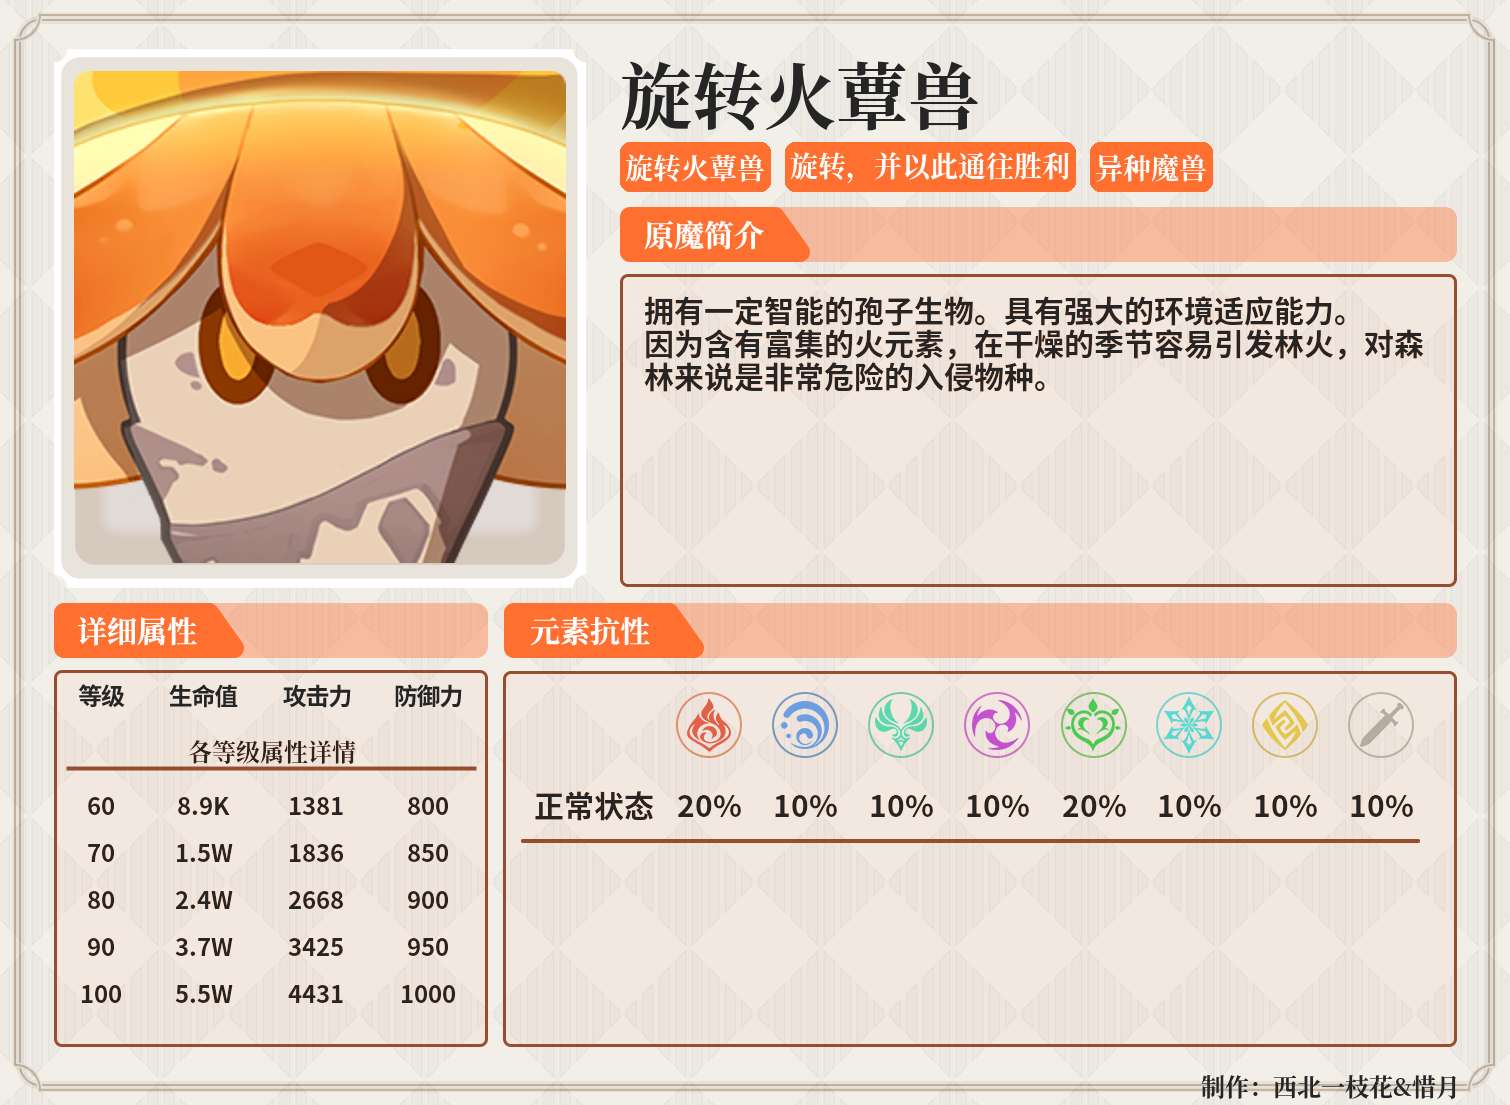 旋转火蕈兽
旋转火蕈兽 旋转，并以此通往胜利 异种魔兽
原魔简介
拥有一定智能的孢子生物。具有强大的环境适应能力。
因为含有富集的火元素，在干燥的季节容易引发林火，对森
林来说是非常危险的入侵物种。
详细属性
等级 生命值 攻击力 防御力
各等级属性详情
60 8.9K 1381 800
70 1.5W 1836 850
80 2.4W 2668 900
90 3.7W 3425 950
100 5.5W 4431 1000
元素抗性
正常状态 20% 10% 10% 10% 20% 10% 10% 10%
制作：西北一枝花&惜月